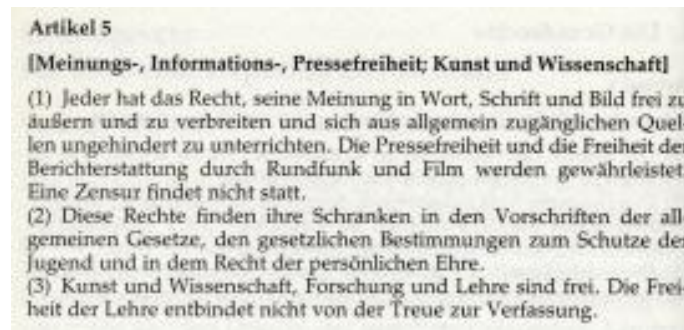 Artikel 5
[Meinungs-, Informations-, Pressefreiheit; Kunst und Wissenschaft]
(1) Jeder hat das Recht, seine Meinung in Wort, Schrift und Bild frei zu
äußern und zu verbreiten und sich aus allgemein zugänglichen Quel-
len ungehindert zu unterrichten. Die Pressefreiheit und die Freiheit der
Berichterstattung durch Rundfunk und Film werden gewährleistet.
Eine Zensur findet nicht statt.
(2) Diese Rechte finden ihre Schranken in den Vorschriften der all-
gemeinen Gesetze, den gesetzlichen Bestimmungen zum Schutze der
Jugend und in dem Recht der persönlichen Ehre.
(3) Kunst und Wissenschaft, Forschung und Lehre sind frei. Die Frei-
heit der Lehre entbindet nicht von der Treue zur Verfassung.